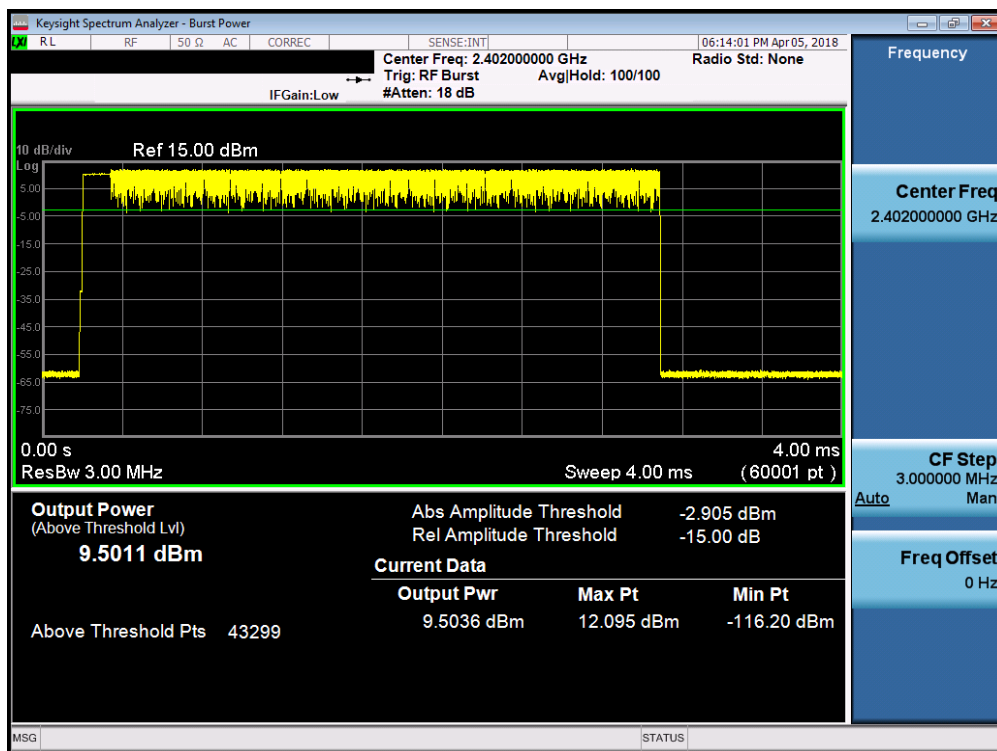 Keysight Spectrum Analyzer - Burst Power
LXI RL RF 50 Ω AC CORREC SENSE:INT 06:14:01 PM Apr 05, 2018
Center Freq: 2.402000000 GHz Radio Std: None
Trig: RF Burst Avg|Hold: 100/100
IFGain:Low #Atten: 18 dB
10 dB/div Ref 15.00 dBm
Log
5.00
-5.00
-15.0
-25.0
-35.0
-45.0
-55.0
-65.0
-75.0
0.00 s 4.00 ms
ResBw 3.00 MHz Sweep 4.00 ms (60001 pt)
Output Power
(Above Threshold Lvl)
9.5011 dBm
Above Threshold Pts 43299
Abs Amplitude Threshold -2.905 dBm
Rel Amplitude Threshold -15.00 dB
Current Data
Output Pwr Max Pt Min Pt
9.5036 dBm 12.095 dBm -116.20 dBm
Frequency
Center Freq
2.402000000 GHz
CF Step
3.000000 MHz
Auto Man
Freq Offset
0 Hz
MSG STATUS